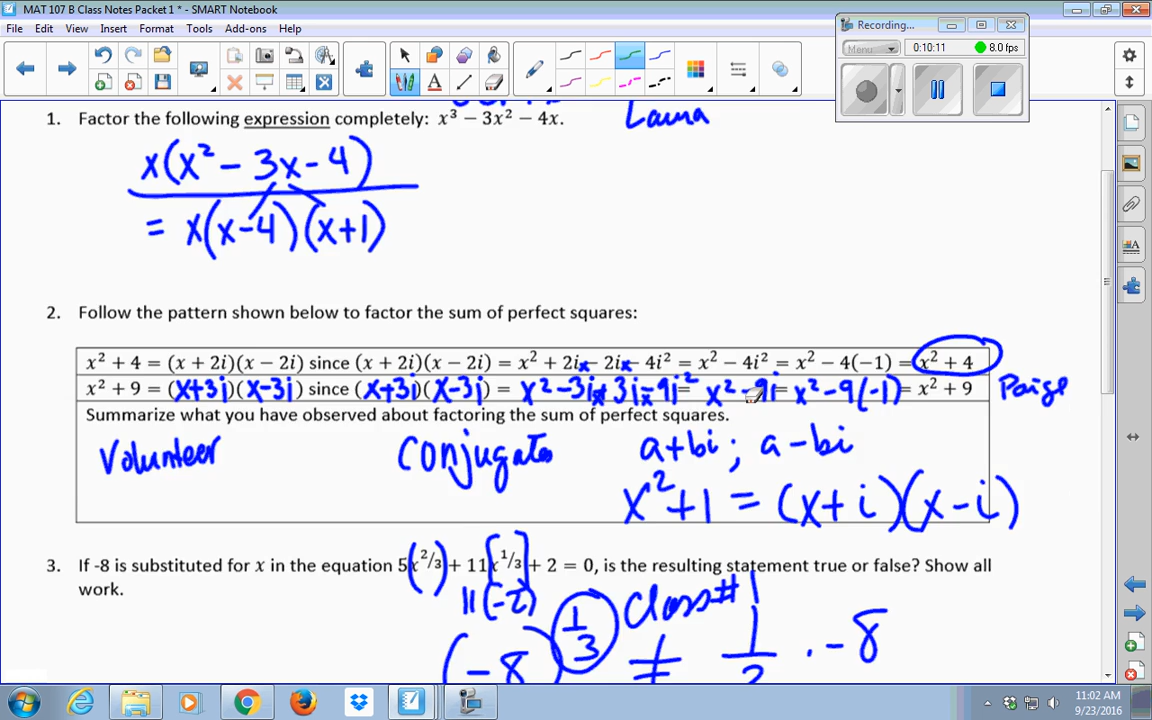 MAT 107 B Class Notes Packet 1 * - SMART Notebook
File Edit View Insert Format Tools Add-ons Help
Recording...
Menu 0:10:11 8.0 fps
1. Factor the following expression completely: x³ − 3x² − 4x. Laura
x(x² − 3x − 4)
= x(x−4)(x+1)
2. Follow the pattern shown below to factor the sum of perfect squares:
x² + 4 = (x + 2i)(x − 2i) since (x + 2i)(x − 2i) = x² + 2ix − 2ix − 4i² = x² − 4i² = x² − 4(−1) = x² + 4
x² + 9 = (x+3i)(x−3i) since (x+3i)(x−3i) = x² − 3ix + 3ix − 9i² = x² − 9i = x² − 9(−1) = x² + 9 Paige
Summarize what you have observed about factoring the sum of perfect squares.
Volunteer Conjugates a+bi ; a−bi
x² + 1 = (x+i)(x−i)
3. If -8 is substituted for x in the equation 5(x^2/3) + 11[x^1/3] + 2 = 0, is the resulting statement true or false? Show all
work.
11(−2) class #1
(−8)^1/3 ≠ 1/3 · −8
11:02 AM
9/23/2016